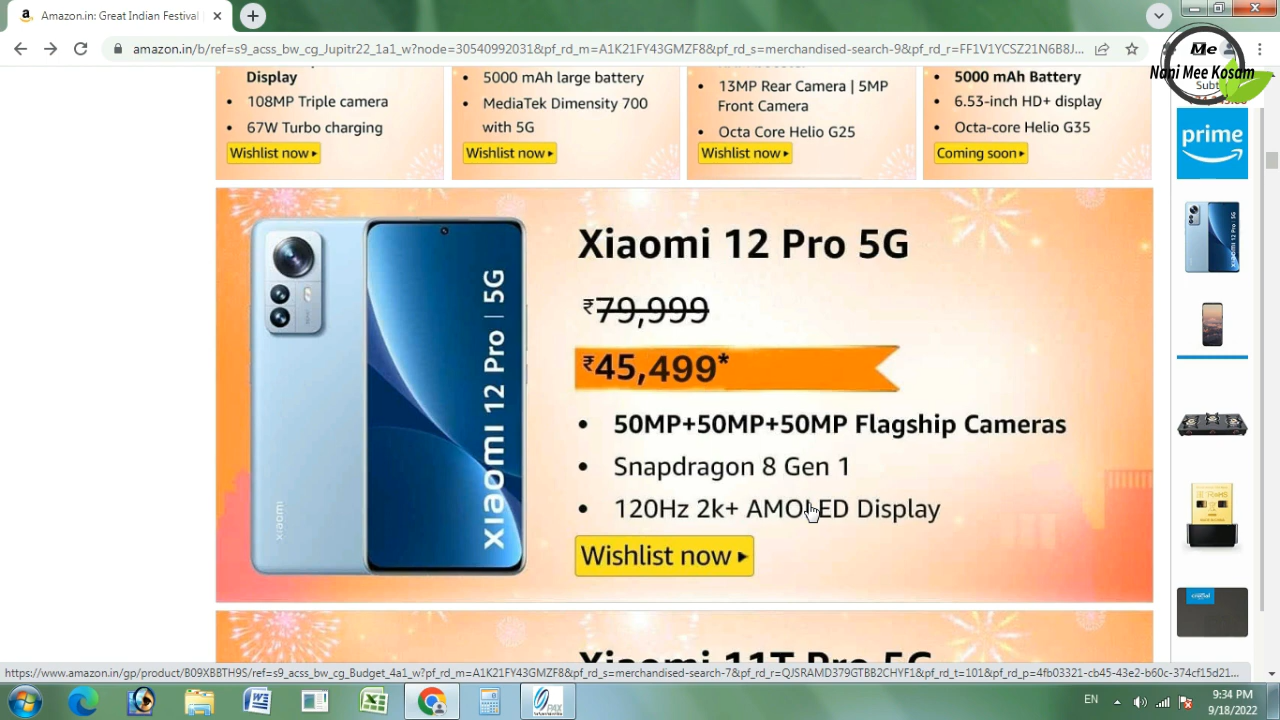 Amazon.in: Great Indian Festival
amazon.in/b/ref=s9_acss_bw_cg_Jupitr22_1a1_w?node=30540992031&pf_rd_m=A1K21FY43GMZF8&pf_rd_s=merchandised-search-9&pf_rd_r=FF1V1YCSZ21N6B8J...
Me
Nani Mee Kosam
Display
• 108MP Triple camera
• 67W Turbo charging
Wishlist now
• 5000 mAh large battery
• MediaTek Dimensity 700
with 5G
Wishlist now
• 13MP Rear Camera | 5MP
Front Camera
• Octa Core Helio G25
Wishlist now
5000 mAh Battery
• 6.53-inch HD+ display
• Octa-core Helio G35
Coming soon
prime
Xiaomi 12 Pro | 5G
xiaomi
Xiaomi 12 Pro 5G
₹79,999
₹45,499*
• 50MP+50MP+50MP Flagship Cameras
• Snapdragon 8 Gen 1
• 120Hz 2k+ AMOLED Display
Wishlist now
crucial
Xiaomi 11T Pro 5G
https://www.amazon.in/gp/product/B09XBBTH9S/ref=s9_acss_bw_cg_Budget_4a1_w?pf_rd_m=A1K21FY43GMZF8&pf_rd_s=merchandised-search-7&pf_rd_r=QJSRAMD379GTBB2CHYF1&pf_rd_t=101&pf_rd_p=4fb03321-cb45-43e2-b60c-374cf15d21...
EN
9:34 PM
9/18/2022